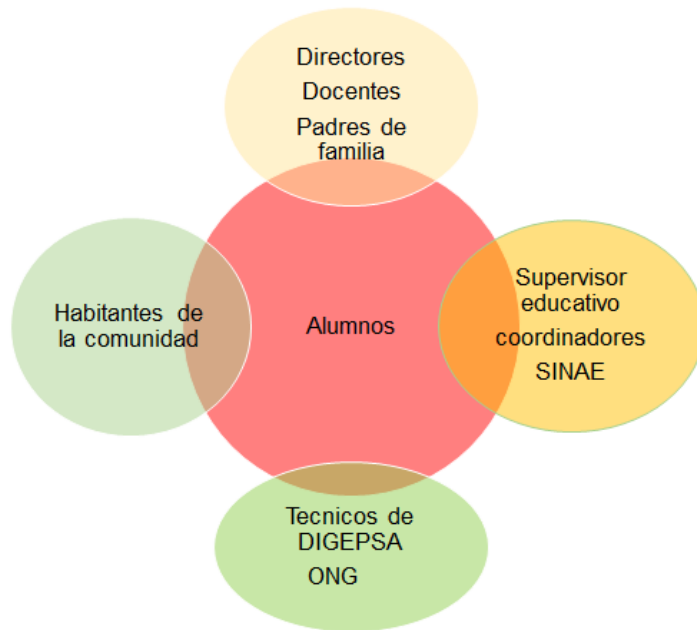 Directores
Docentes
Padres de
familia
Habitantes de
la comunidad
Alumnos
Supervisor
educativo
coordinadores
SINAE
Tecnicos de
DIGEPSA
ONG